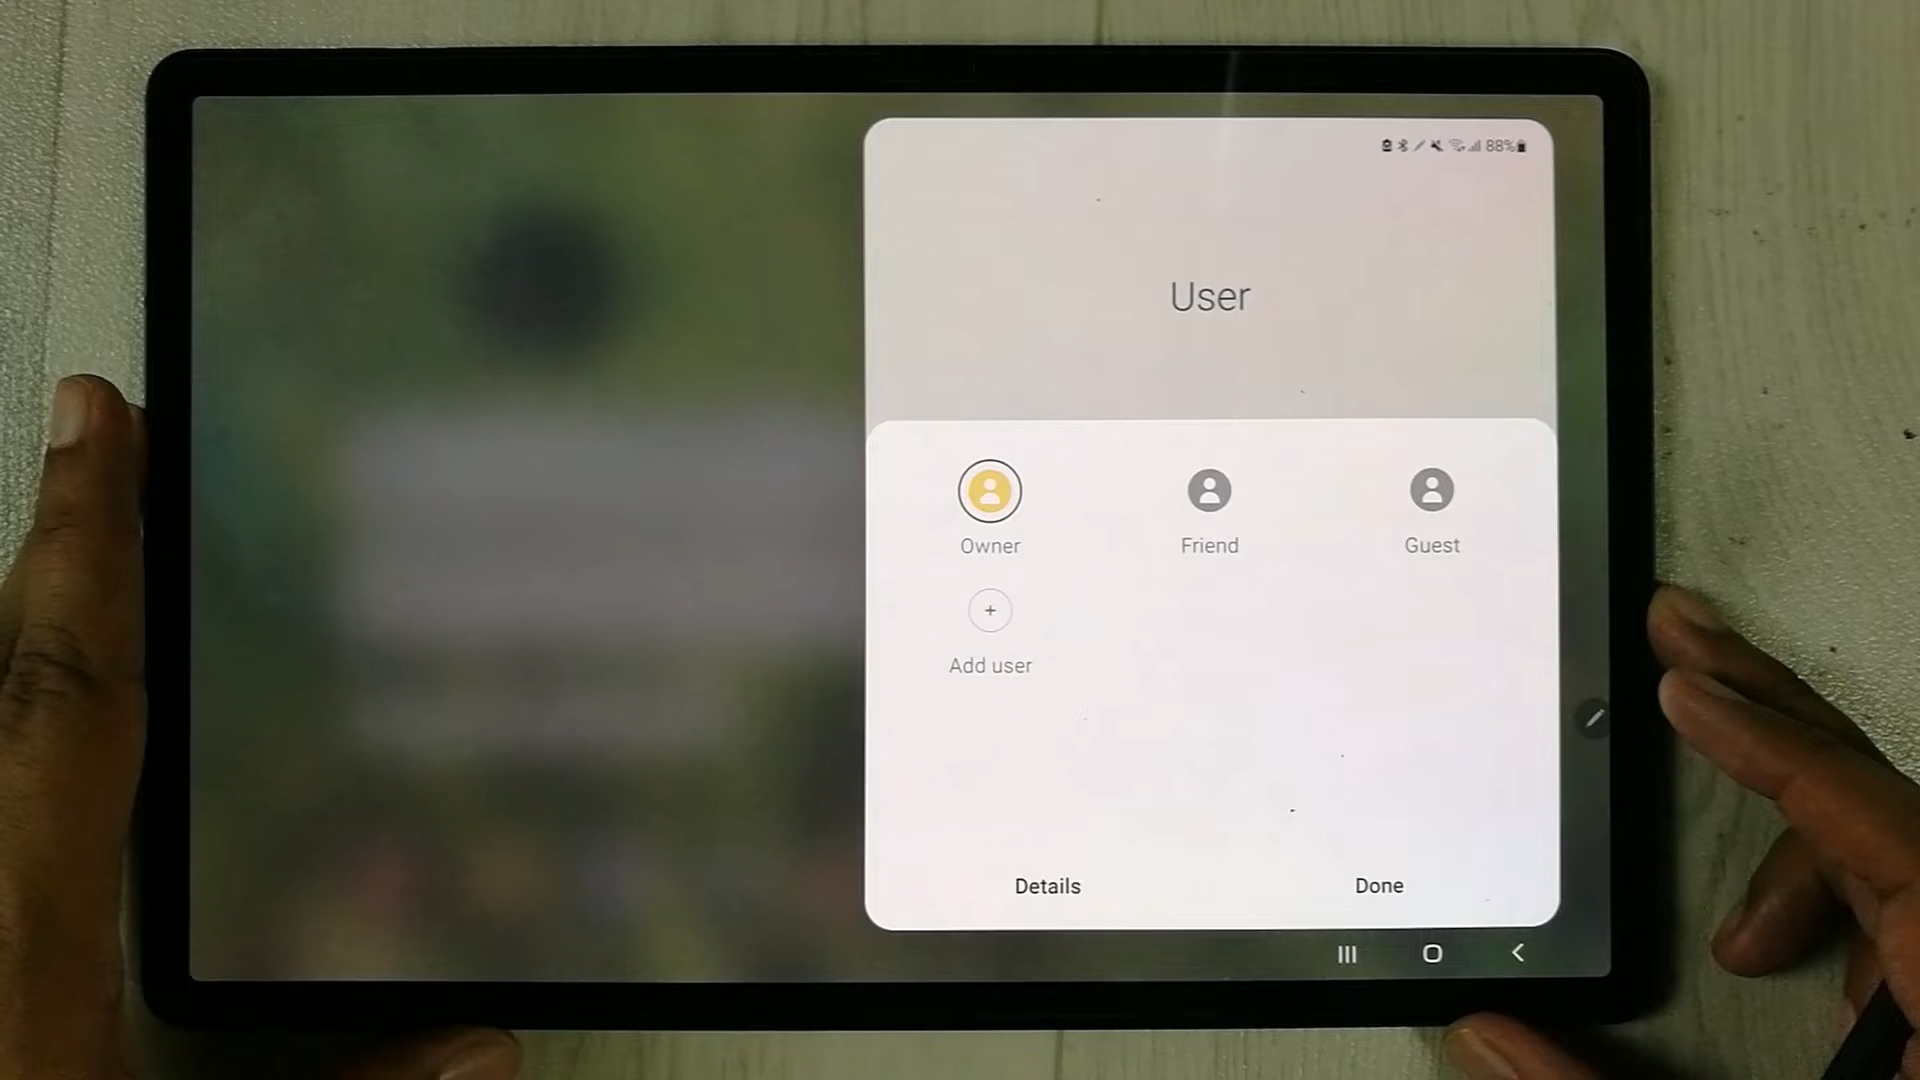 88%
User
Owner
Friend
Guest
Add user
Details
Done